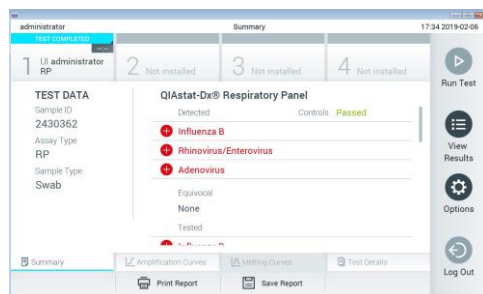 administrator Summary 17:34 2019-02-06
TEST COMPLETED
1 UI administrator RP
2 Not installed
3 Not installed
4 Not installed
Run Test
TEST DATA
Sample ID
2430362
Assay Type
RP
Sample Type
Swab
QIAstat-Dx® Respiratory Panel
Detected Controls Passed
Influenza B
Rhinovirus/Enterovirus
Adenovirus
Equivocal
None
Tested
Influenza B
View
Results
Options
Log Out
Summary Amplification Curves Melting Curves Test Details
Print Report Save Report